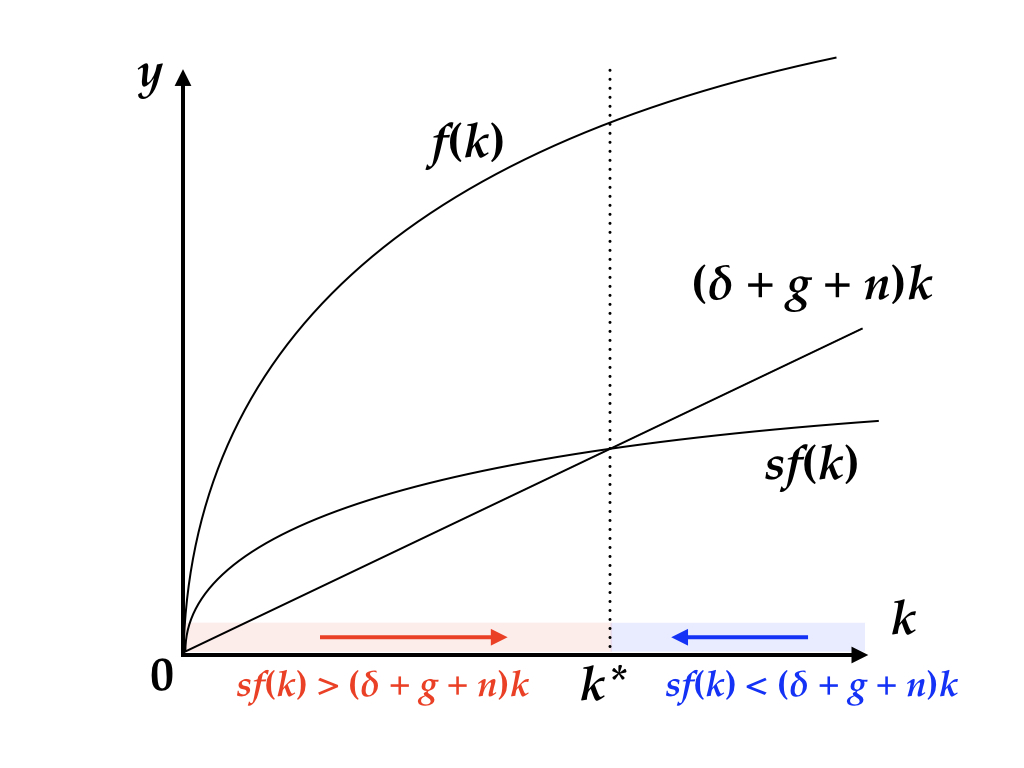 y
f(k)
(δ + g + n)k
sf(k)
k
0
sf(k) > (δ + g + n)k
k*
sf(k) < (δ + g + n)k